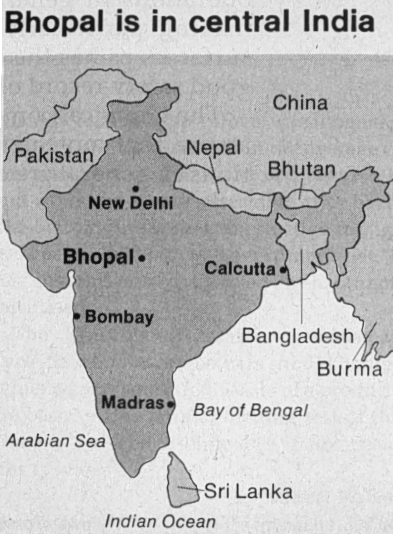 Bhopal is in central India
China
Pakistan
Nepal
Bhutan
New Delhi
Bhopal
Calcutta
Bombay
Bangladesh
Burma
Madras
Bay of Bengal
Arabian Sea
Sri Lanka
Indian Ocean